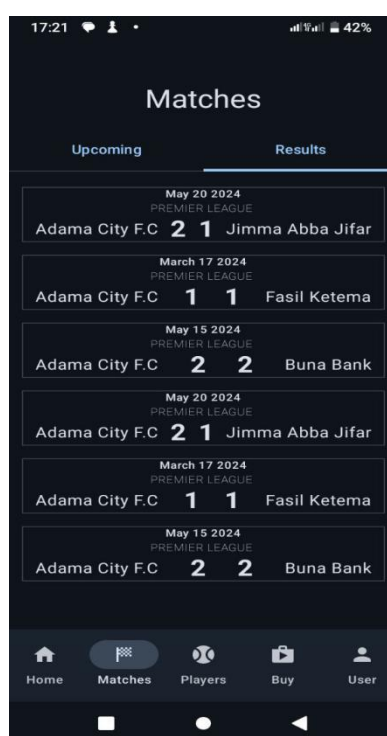 17:21 42%
Matches
Upcoming Results
May 20 2024
PREMIER LEAGUE
Adama City F.C 2 1 Jimma Abba Jifar
March 17 2024
PREMIER LEAGUE
Adama City F.C 1 1 Fasil Ketema
May 15 2024
PREMIER LEAGUE
Adama City F.C 2 2 Buna Bank
May 20 2024
PREMIER LEAGUE
Adama City F.C 2 1 Jimma Abba Jifar
March 17 2024
PREMIER LEAGUE
Adama City F.C 1 1 Fasil Ketema
May 15 2024
PREMIER LEAGUE
Adama City F.C 2 2 Buna Bank
Home Matches Players Buy User